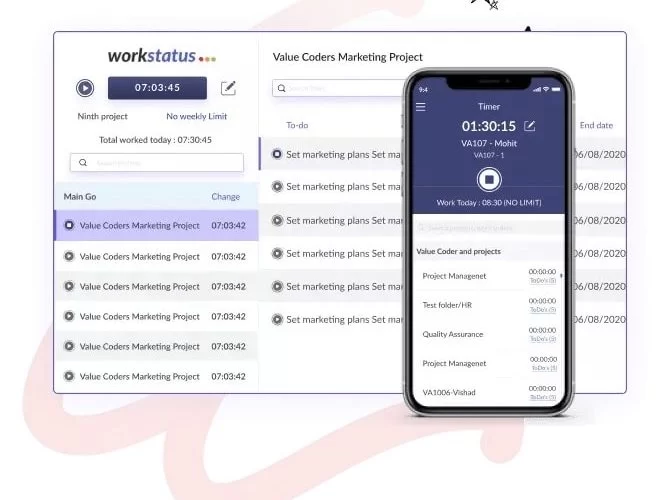 workstatus
07:03:45
Ninth project No weekly Limit
Total worked today : 07:30:45
Main Go Change
Value Coders Marketing Project 07:03:42
Value Coders Marketing Project 07:03:42
Value Coders Marketing Project 07:03:42
Value Coders Marketing Project 07:03:42
Value Coders Marketing Project 07:03:42
Value Coders Marketing Project 07:03:42
Value Coders Marketing Project
To-do End date
Set marketing plans Set ma 06/08/2020
Set marketing plans Set ma 06/08/2020
Set marketing plans Set ma 06/08/2020
Set marketing plans Set ma 06/08/2020
Set marketing plans Set ma 06/08/2020
Set marketing plans Set ma 06/08/2020
9:4
Timer
01:30:15
VA107 - Mohit
VA107 - 1
Work Today : 08:30 (NO LIMIT)
Value Coder and projects
Project Managenet 00:00:00
ToDo's (5)
Test folder/HR 00:00:00
ToDo's (5)
Quality Assurance 00:00:00
ToDo's (5)
Project Managenet 00:00:00
ToDo's (5)
VA1006-Vishad 00:00:00
ToDo's (5)